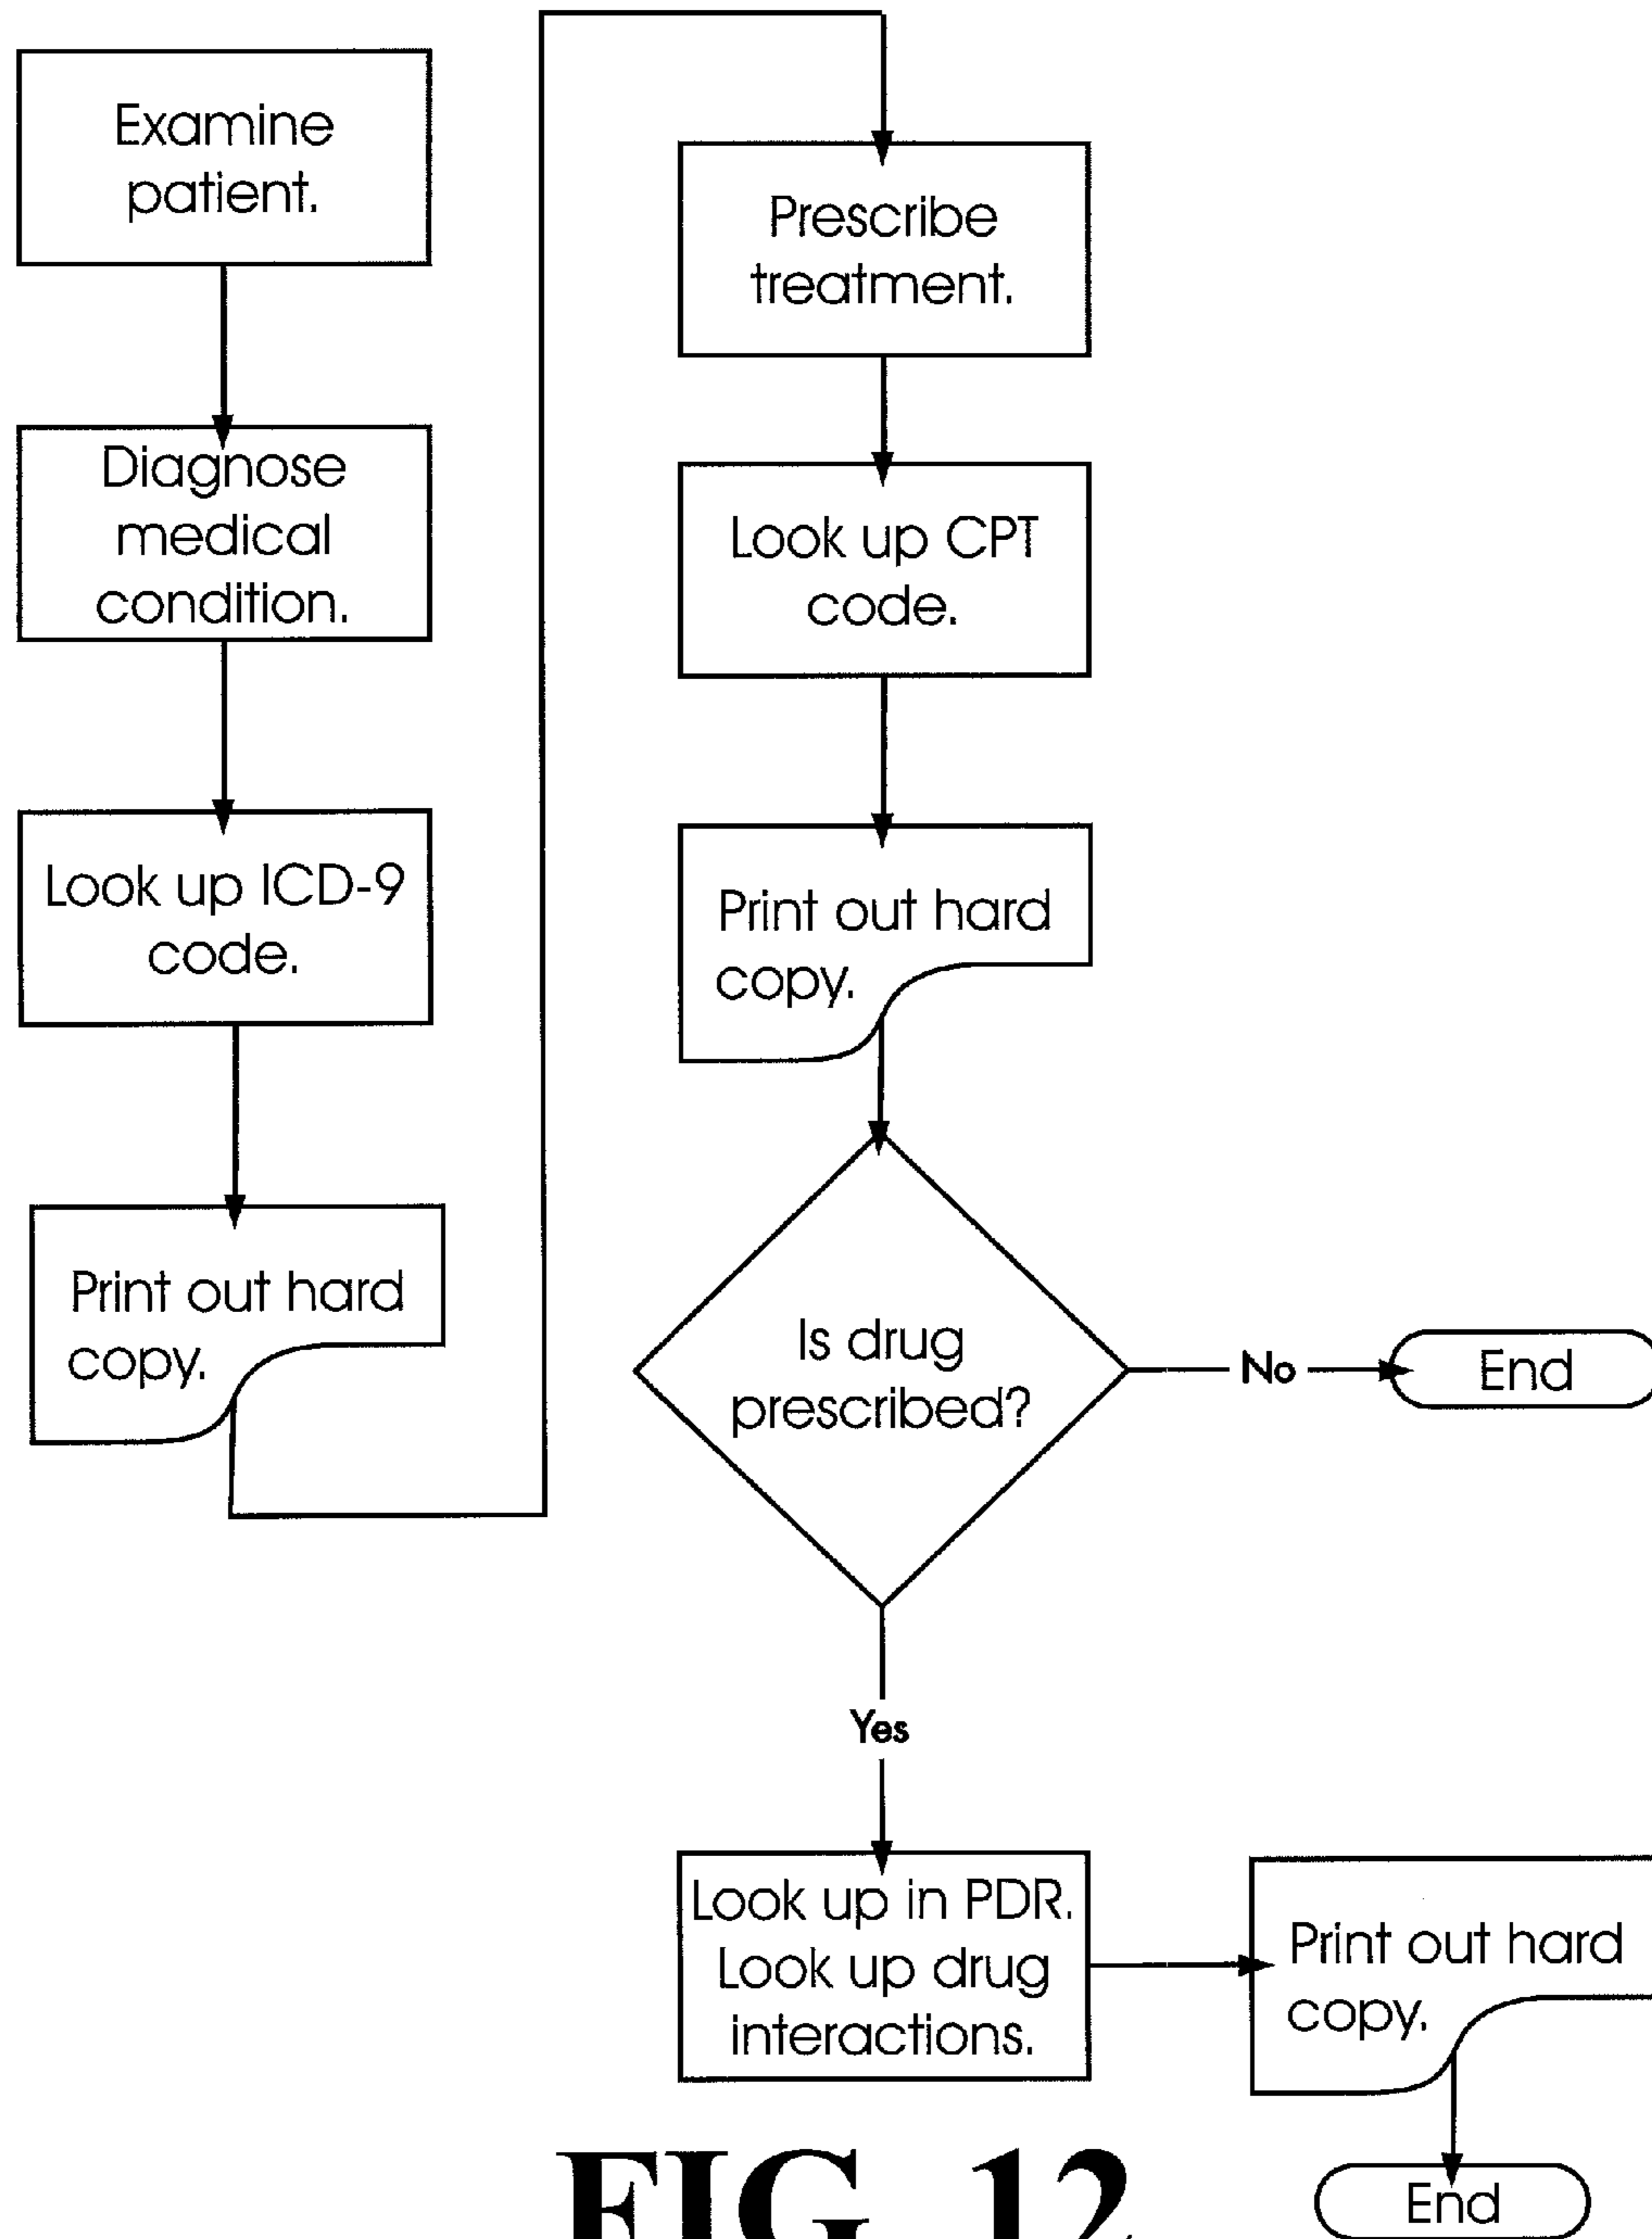 Examine
patient.
Diagnose
medical
condition.
Look up ICD-9
code.
Print out hard
copy.
Prescribe
treatment.
Look up CPT
code.
Print out hard
copy.
Is drug
prescribed?
No
End
Yes
Look up in PDR.
Look up drug
interactions.
Print out hard
copy.
End
FIG. 12